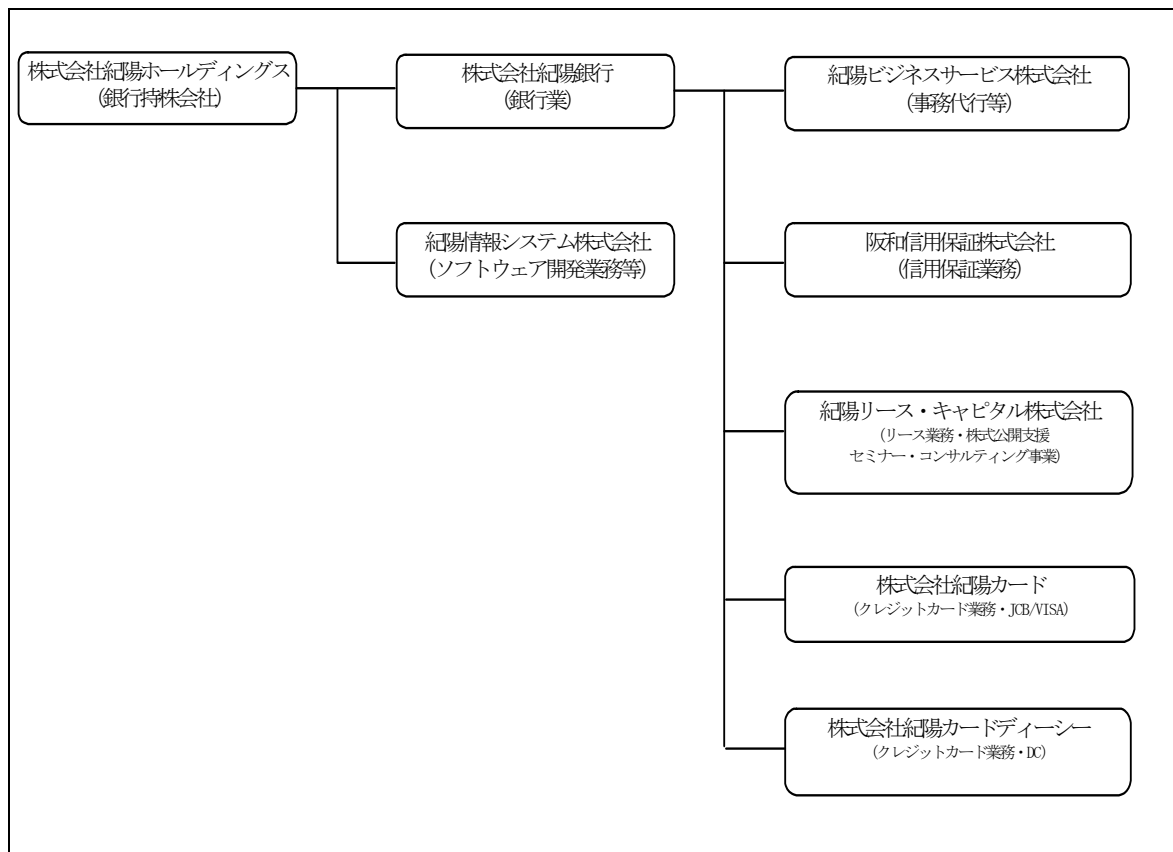 株式会社紀陽ホールディングス
(銀行持株会社)
株式会社紀陽銀行
(銀行業)
紀陽ビジネスサービス株式会社
(事務代行等)
紀陽情報システム株式会社
(ソフトウェア開発業務等)
阪和信用保証株式会社
(信用保証業務)
紀陽リース・キャピタル株式会社
(リース業務・株式公開支援
セミナー・コンサルティング事業)
株式会社紀陽カード
(クレジットカード業務・JCB/VISA)
株式会社紀陽カードディーシー
(クレジットカード業務・DC)